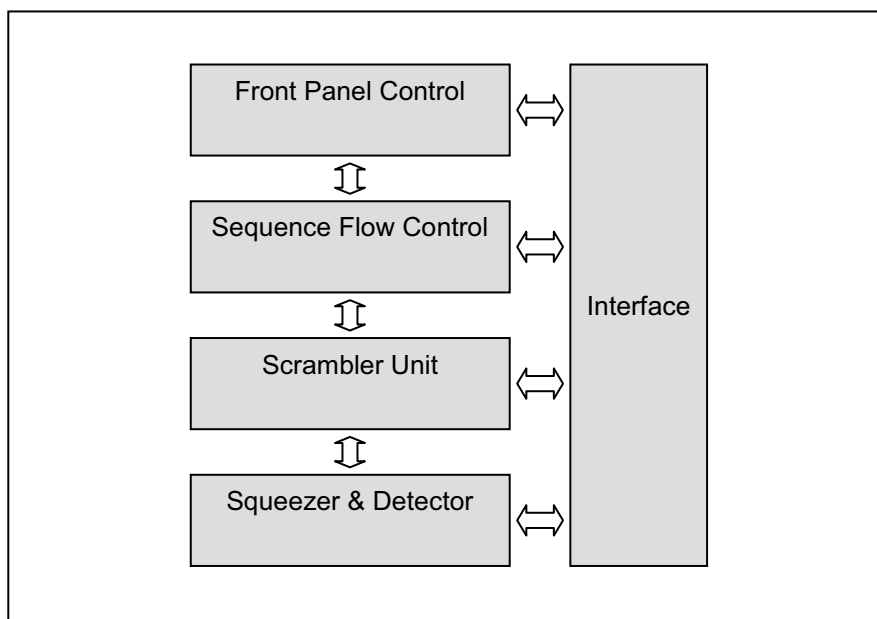 Front Panel Control
Sequence Flow Control
Interface
Scrambler Unit
Squeezer & Detector